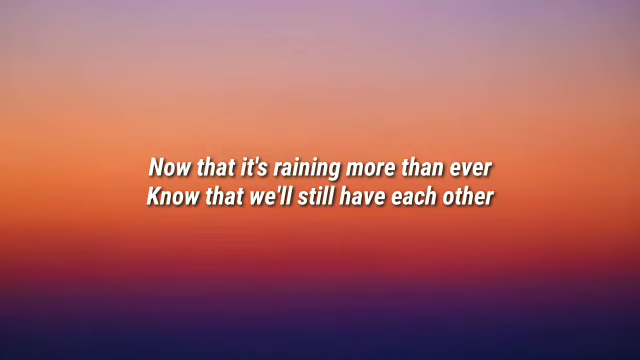 Now that it's raining more than ever
Know that we'll still have each other